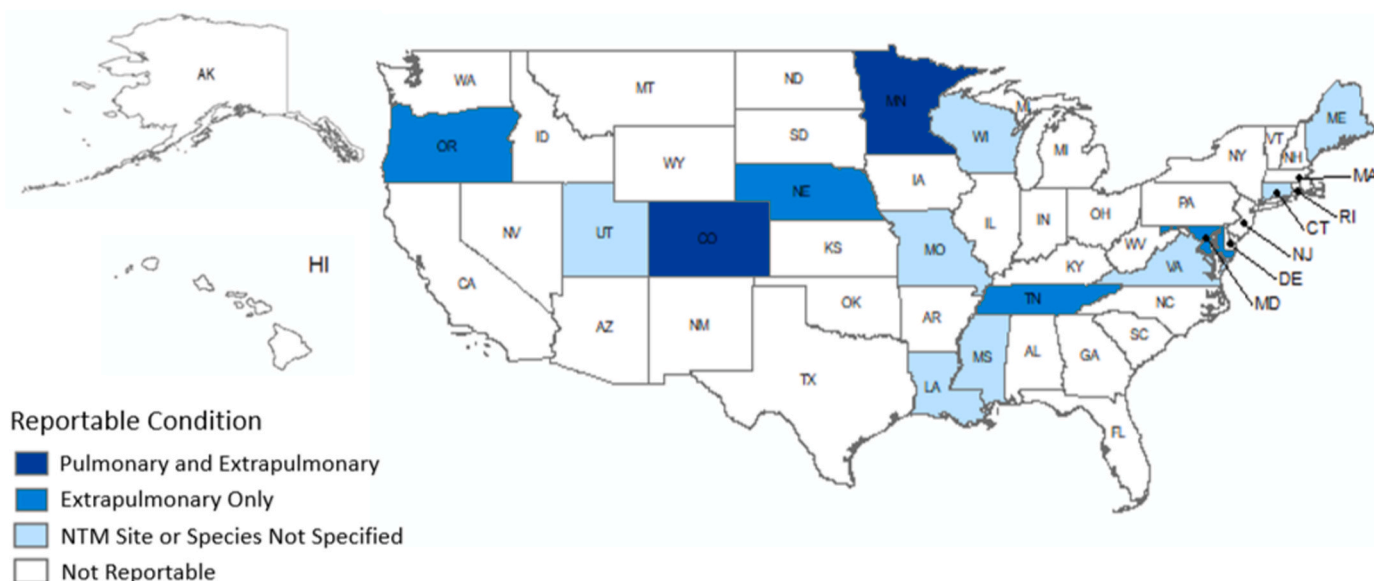 AK
WA
MT
ND
MN
ME
OR
ID
WY
SD
WI
MI
MI
VT
NH
NY
MA
RI
CT
NE
IA
PA
NJ
NV
UT
CO
KS
MO
IL
IN
OH
WV
VA
DE
MD
HI
CA
AZ
NM
OK
AR
KY
TN
NC
SC
TX
LA
MS
AL
GA
FL
Reportable Condition
Pulmonary and Extrapulmonary
Extrapulmonary Only
NTM Site or Species Not Specified
Not Reportable